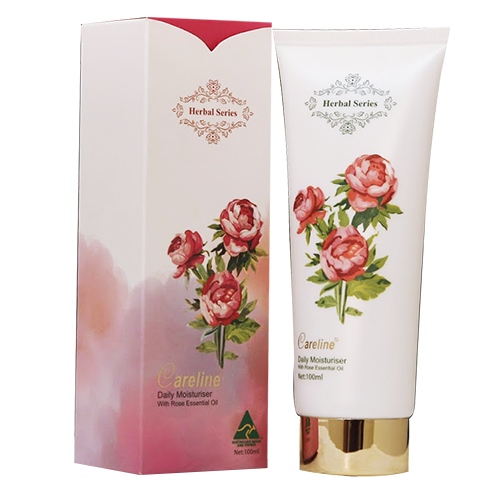 Herbal Series
Careline
Daily Moisturiser
With Rose Essential Oil
Net:100ml
Herbal Series
Careline®
Daily Moisturiser
With Rose Essential Oil
Net:100ml